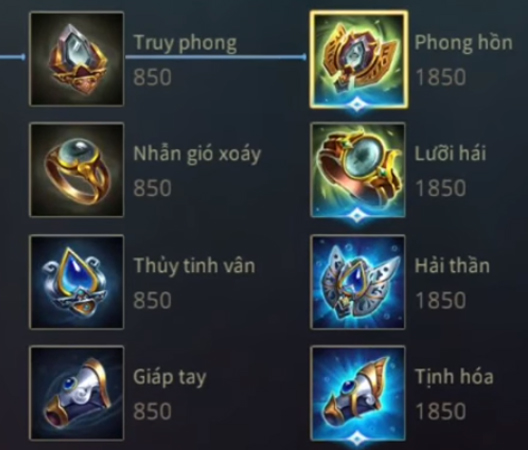 Truy phong
850
Phong hồn
1850
Nhẫn gió xoáy
850
Lưỡi hái
1850
Thủy tinh vân
850
Hải thần
1850
Giáp tay
850
Tịnh hóa
1850